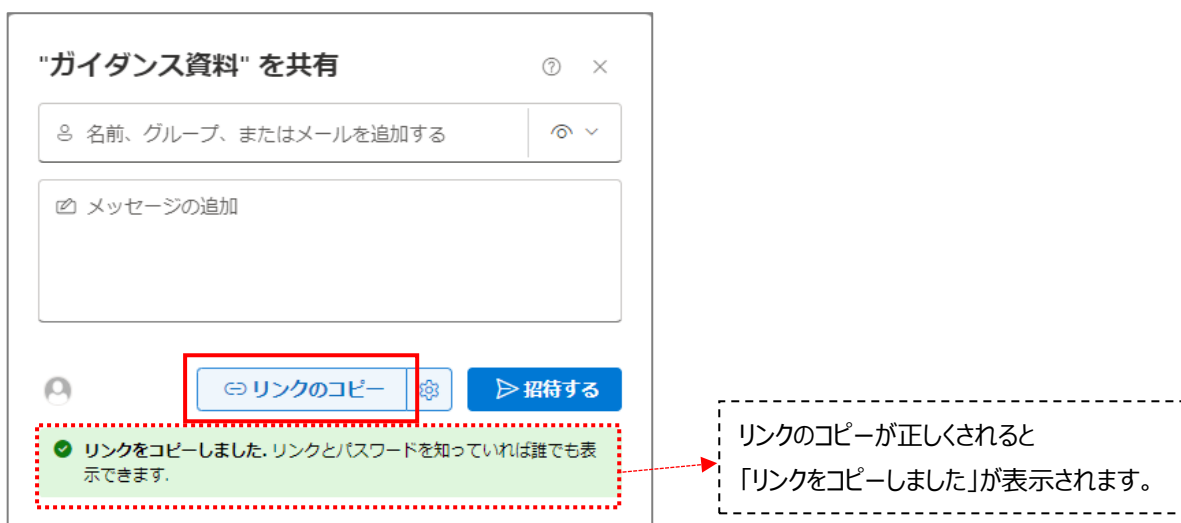 "ガイダンス資料" を共有
名前、グループ、またはメールを追加する
メッセージの追加
リンクのコピー
招待する
リンクをコピーしました. リンクとパスワードを知っていれば誰でも表
示できます.
リンクのコピーが正しくされると
「リンクをコピーしました」が表示されます。